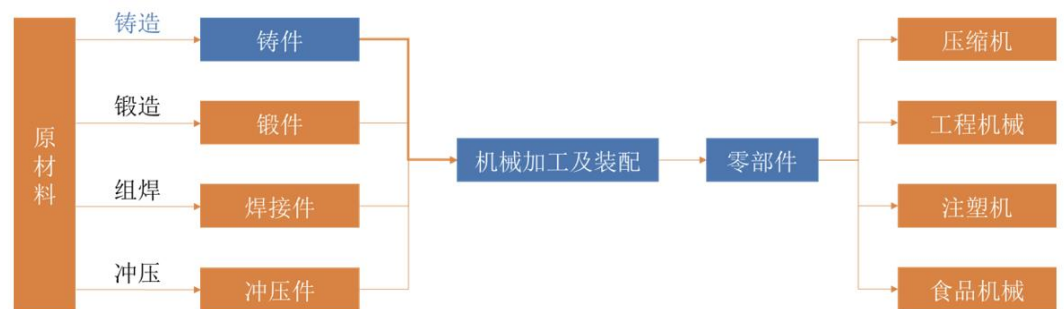 铸造
铸件
压缩机
锻造
锻件
工程机械
原材料
机械加工及装配
零部件
组焊
焊接件
注塑机
冲压
冲压件
食品机械